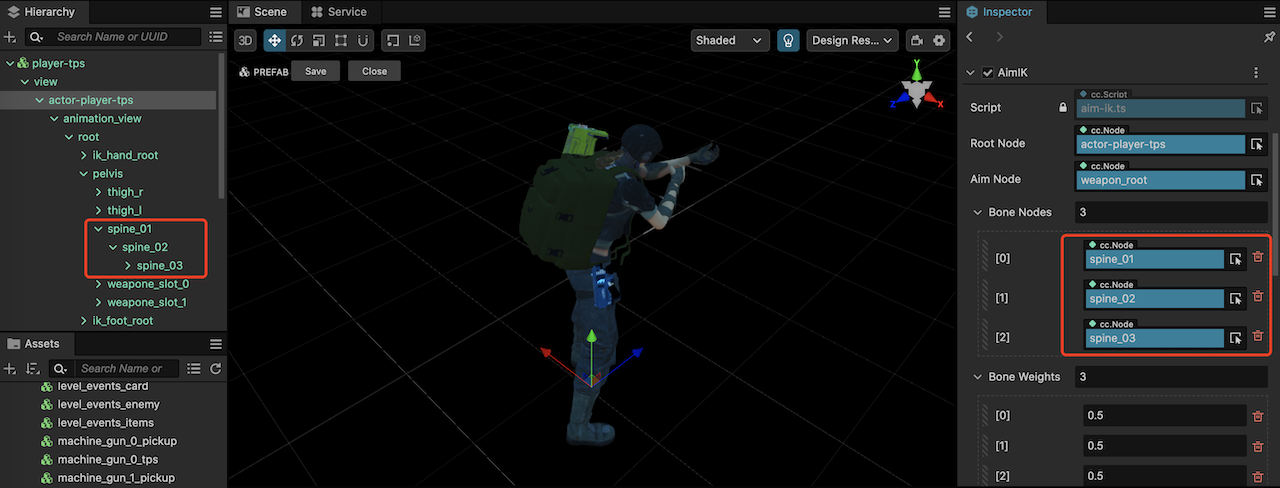 Hierarchy
Search Name or UUID
player-tps
view
actor-player-tps
animation_view
root
ik_hand_root
pelvis
thigh_r
thigh_l
spine_01
spine_02
spine_03
weapone_slot_0
weapone_slot_1
ik_foot_root
Assets
Search Name or
level_events_card
level_events_enemy
level_events_items
machine_gun_0_pickup
machine_gun_0_tps
machine_gun_1_pickup
Scene
Service
3D
Shaded
Design Res...
PREFAB
Save
Close
Y
Z
X
Inspector
AimIK
cc.Script
Script
aim-ik.ts
cc.Node
Root Node
actor-player-tps
cc.Node
Aim Node
weapon_root
Bone Nodes
3
cc.Node
[0]
spine_01
cc.Node
[1]
spine_02
cc.Node
[2]
spine_03
Bone Weights
3
[0]
0.5
[1]
0.5
[2]
0.5